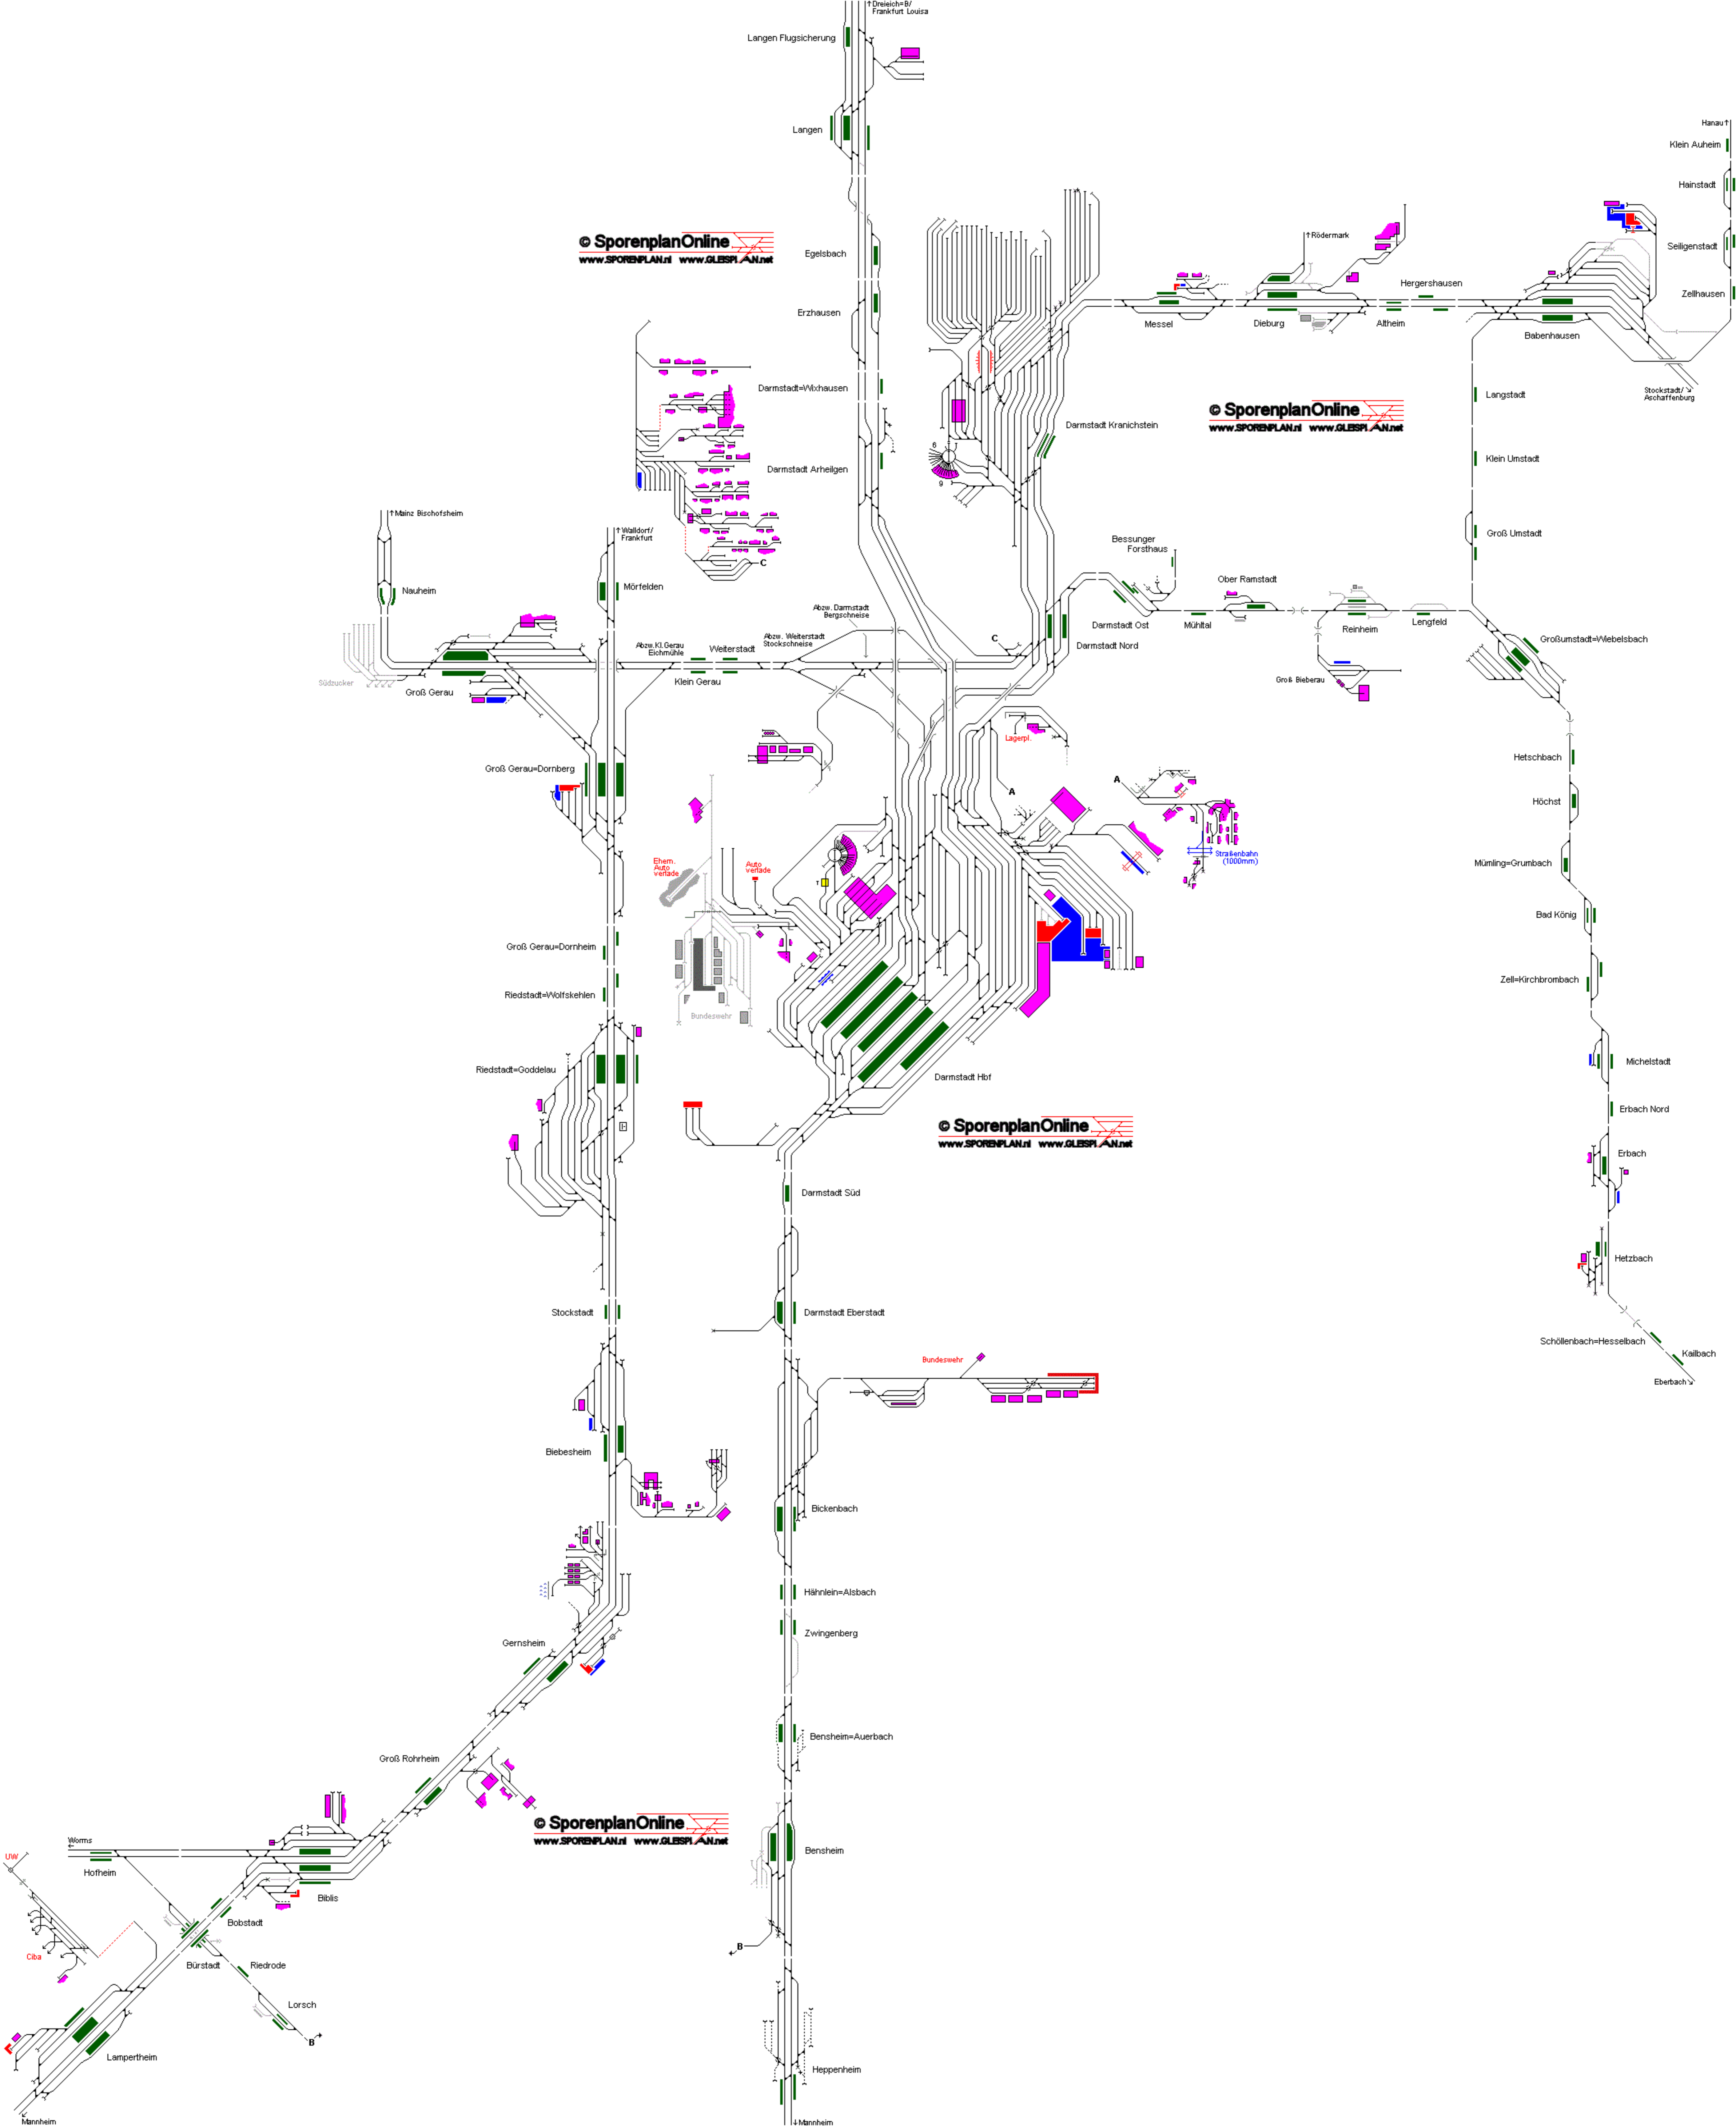 ↑Dreieich=B/
Frankfurt Louisa
Langen Flugsicherung
Langen
Hanau↑
Klein Auheim
Hainstadt
© SporenplanOnline
www.SPORENPLAN.nl www.GLEISPLAN.net
Egelsbach
↑Rödermark
Seiligenstadt
Hergershausen
Zellhausen
Erzhausen
Messel
Dieburg
Altheim
Babenhausen
Darmstadt=Wixhausen
Stockstadt/↘
Aschaffenburg
Langstadt
© SporenplanOnline
www.SPORENPLAN.nl www.GLEISPLAN.net
Darmstadt Kranichstein
6
9
Klein Umstadt
Darmstadt Arheilgen
↑Mainz Bischofsheim
↑Walldorf/
Frankfurt
Groß Umstadt
Bessunger
Forsthaus
C
Nauheim
Mörfelden
Ober Ramstadt
Abzw. Darmstadt
Bergschneise
Darmstadt Ost
Mühltal
Reinheim
Lengfeld
Abzw. Kl.Gerau
Eichmühle
Abzw. Weiterstadt
Stockschneise
Weiterstadt
C
Darmstadt Nord
Großumstadt=Wiebelsbach
Südzucker
Groß Gerau
Klein Gerau
Groß Bieberau
Lagerpl.
Hetschbach
Groß Gerau=Dornberg
A
A
Höchst
Straßenbahn
(1000mm)
Ehem.
Auto
verlade
Auto
verlade
Mümling=Grumbach
Bad König
Groß Gerau=Dornheim
Zell=Kirchbrombach
Riedstadt=Wolfskehlen
Bundeswehr
Michelstadt
Riedstadt=Goddelau
Darmstadt Hbf
Erbach Nord
© SporenplanOnline
www.SPORENPLAN.nl www.GLEISPLAN.net
Erbach
Darmstadt Süd
Hetzbach
Stockstadt
Darmstadt Eberstadt
Schöllenbach=Hesselbach
Kailbach
Bundeswehr
Eberbach↘
Biebesheim
Bickenbach
Hähnlein=Alsbach
Zwingenberg
Gernsheim
Bensheim=Auerbach
Groß Rohrheim
© SporenplanOnline
www.SPORENPLAN.nl www.GLEISPLAN.net
Worms
←
UW
Hofheim
Bensheim
Biblis
Bobstadt
B
Ciba
Bürstadt
Riedrode
Lorsch
B
Lampertheim
Heppenheim
Mannheim
↓Mannheim